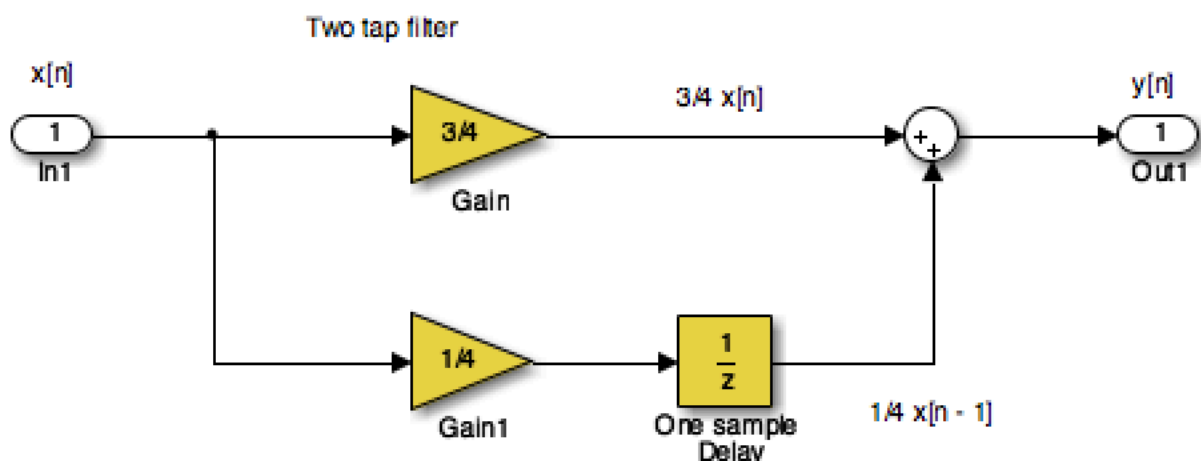 Two tap filter
x[n]
1
In1
3/4
Gain
3/4 x[n]
+
+
y[n]
1
Out1
1/4
Gain1
1
z
One sample
Delay
1/4 x[n - 1]